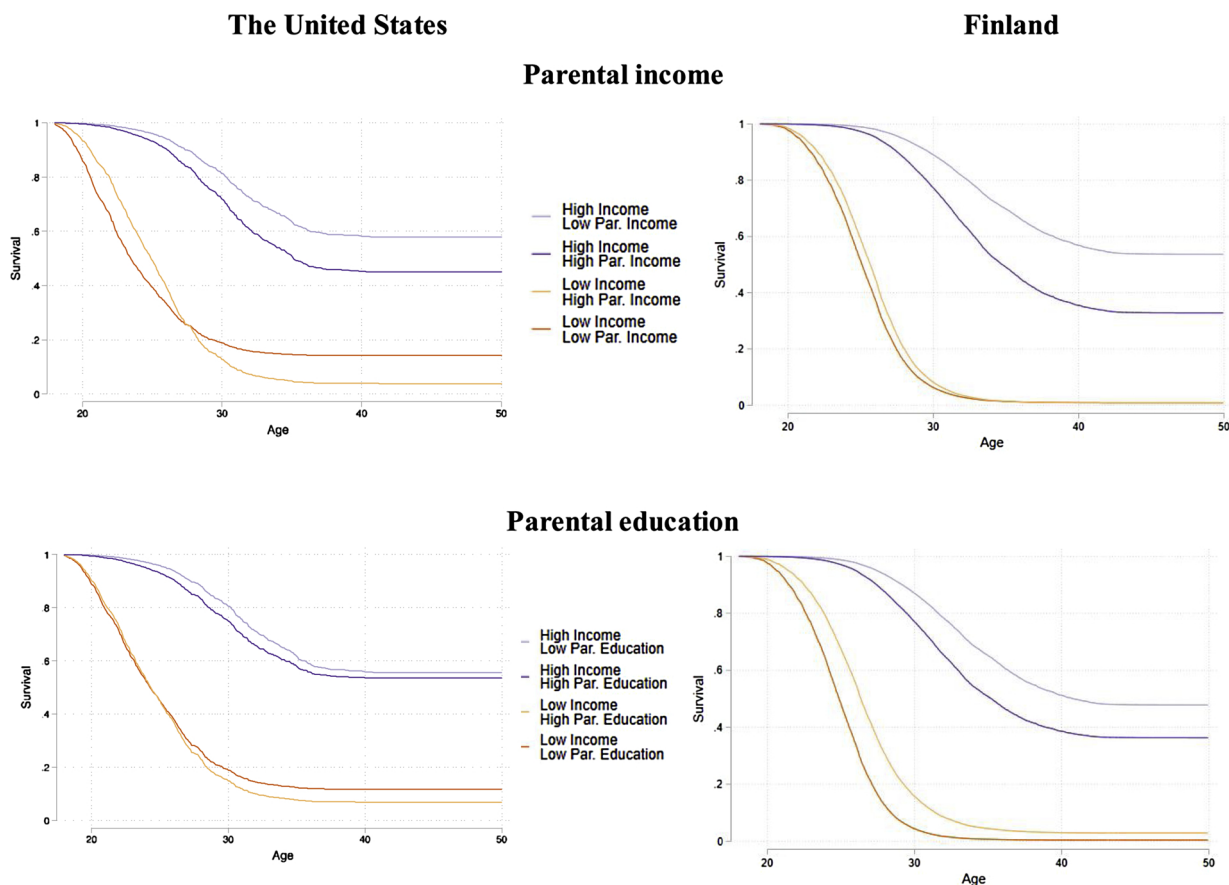 The United States
Finland
Parental income
1
.8
.6
.4
.2
0
Survival
20
30
40
50
Age
High Income
Low Par. Income
High Income
High Par. Income
Low Income
High Par. Income
Low Income
Low Par. Income
1
.8
.6
.4
.2
0
Survival
20
30
40
50
Age
Parental education
1
.8
.6
.4
.2
0
Survival
20
30
40
50
Age
High Income
Low Par. Education
High Income
High Par. Education
Low Income
High Par. Education
Low Income
Low Par. Education
1
.8
.6
.4
.2
0
Survival
20
30
40
50
Age